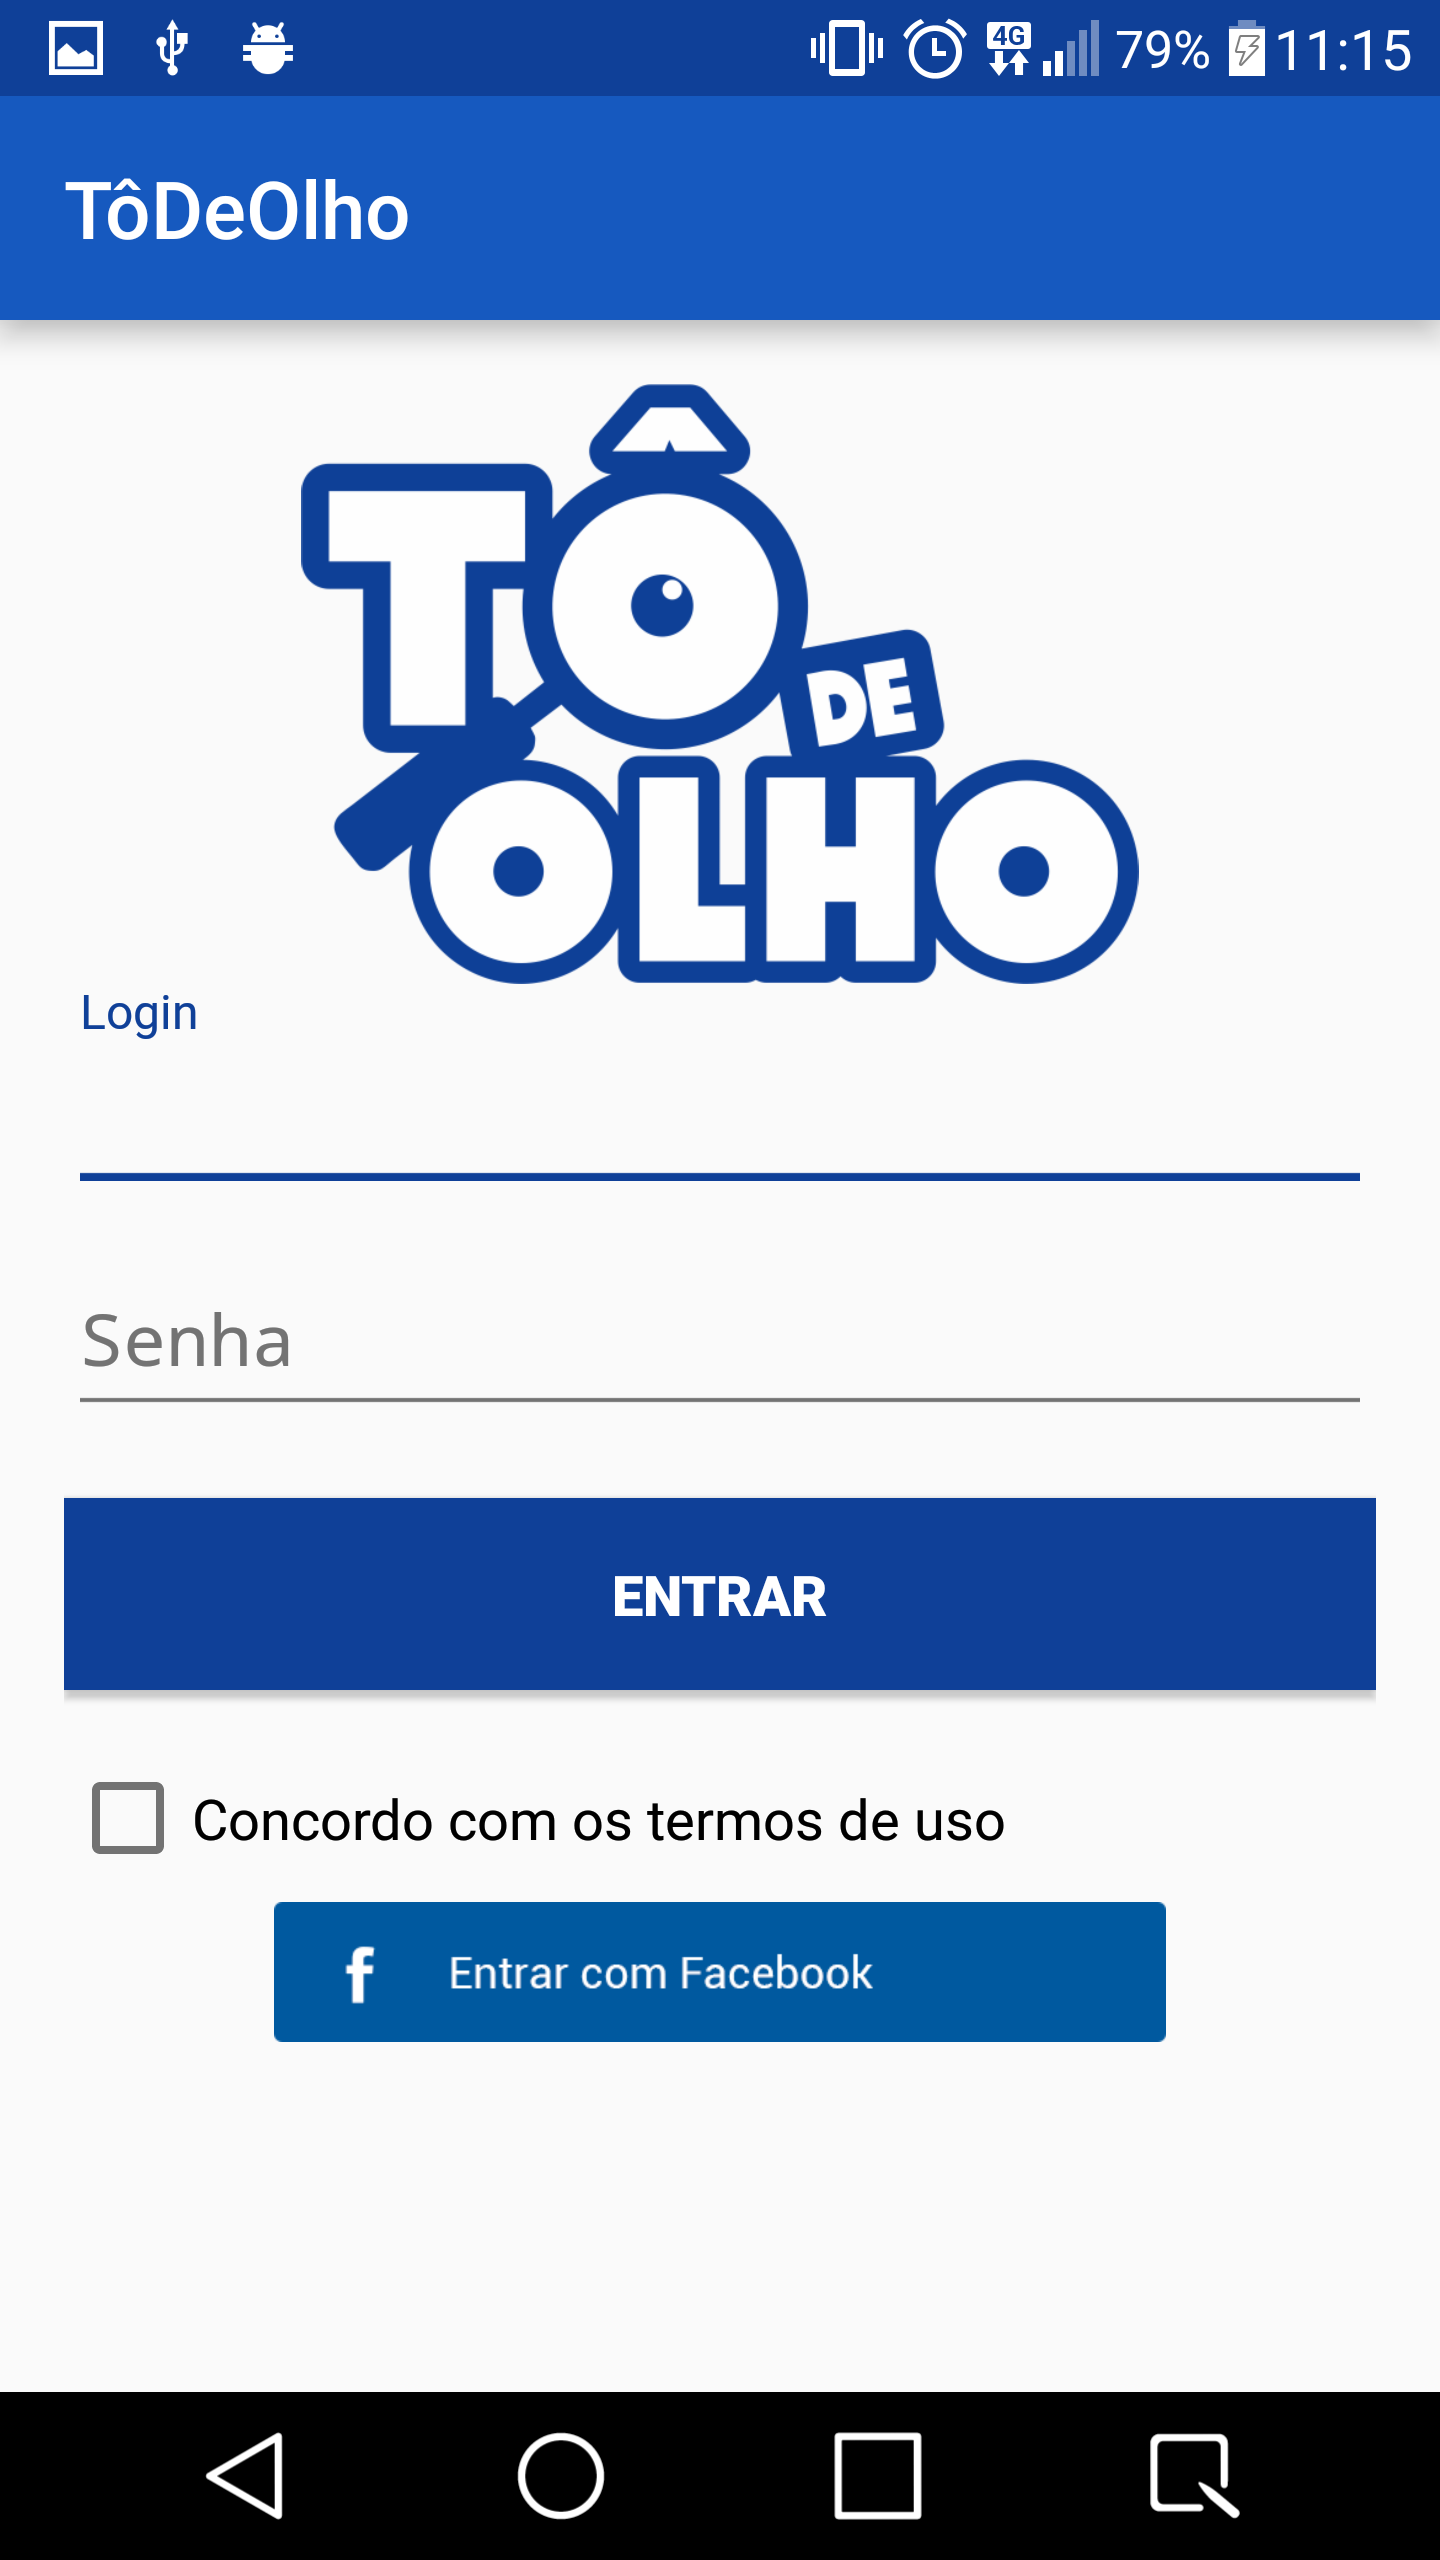 4G 79% 11:15
TôDeOlho
TÔ
DE
OLHO
Login
Senha
ENTRAR
Concordo com os termos de uso
f Entrar com Facebook